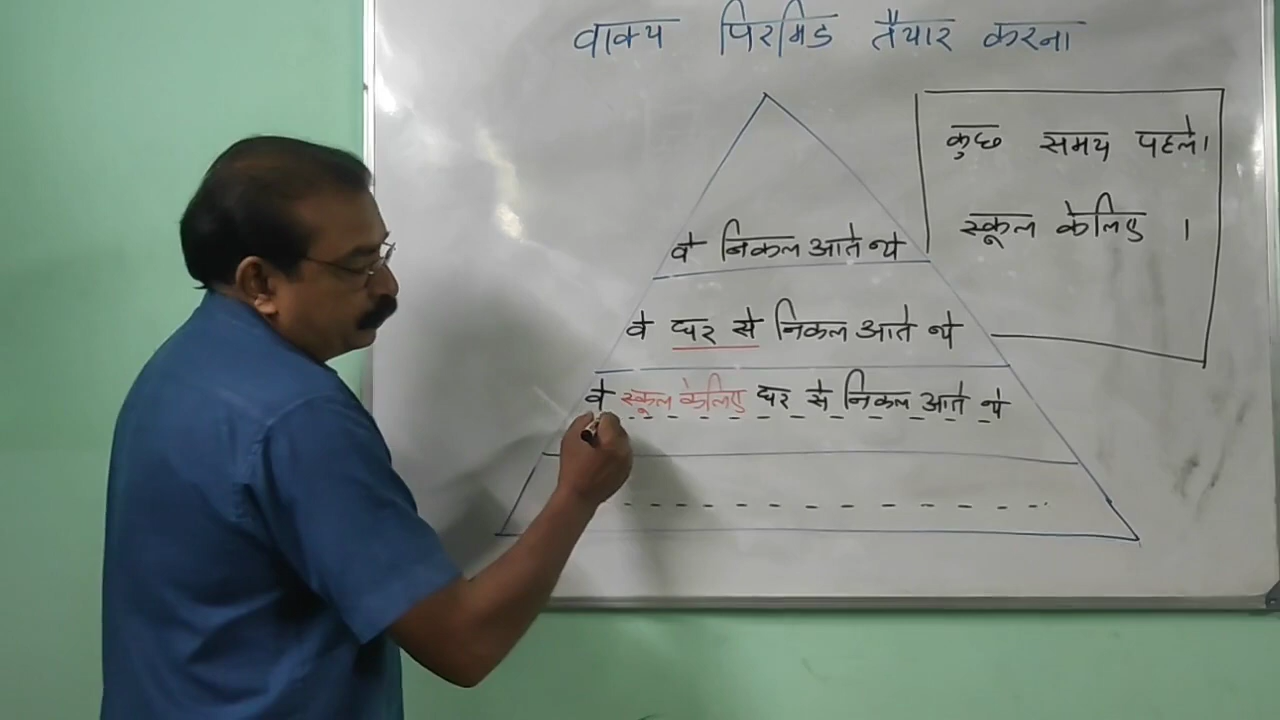 वाक्य पिरमिड तैयार करना
कुछ समय पहले।
स्कूल केलिए ।
वे निकल आते थे
वे घर से निकल आते थे
वे स्कूल केलिए घर से निकल आते थे